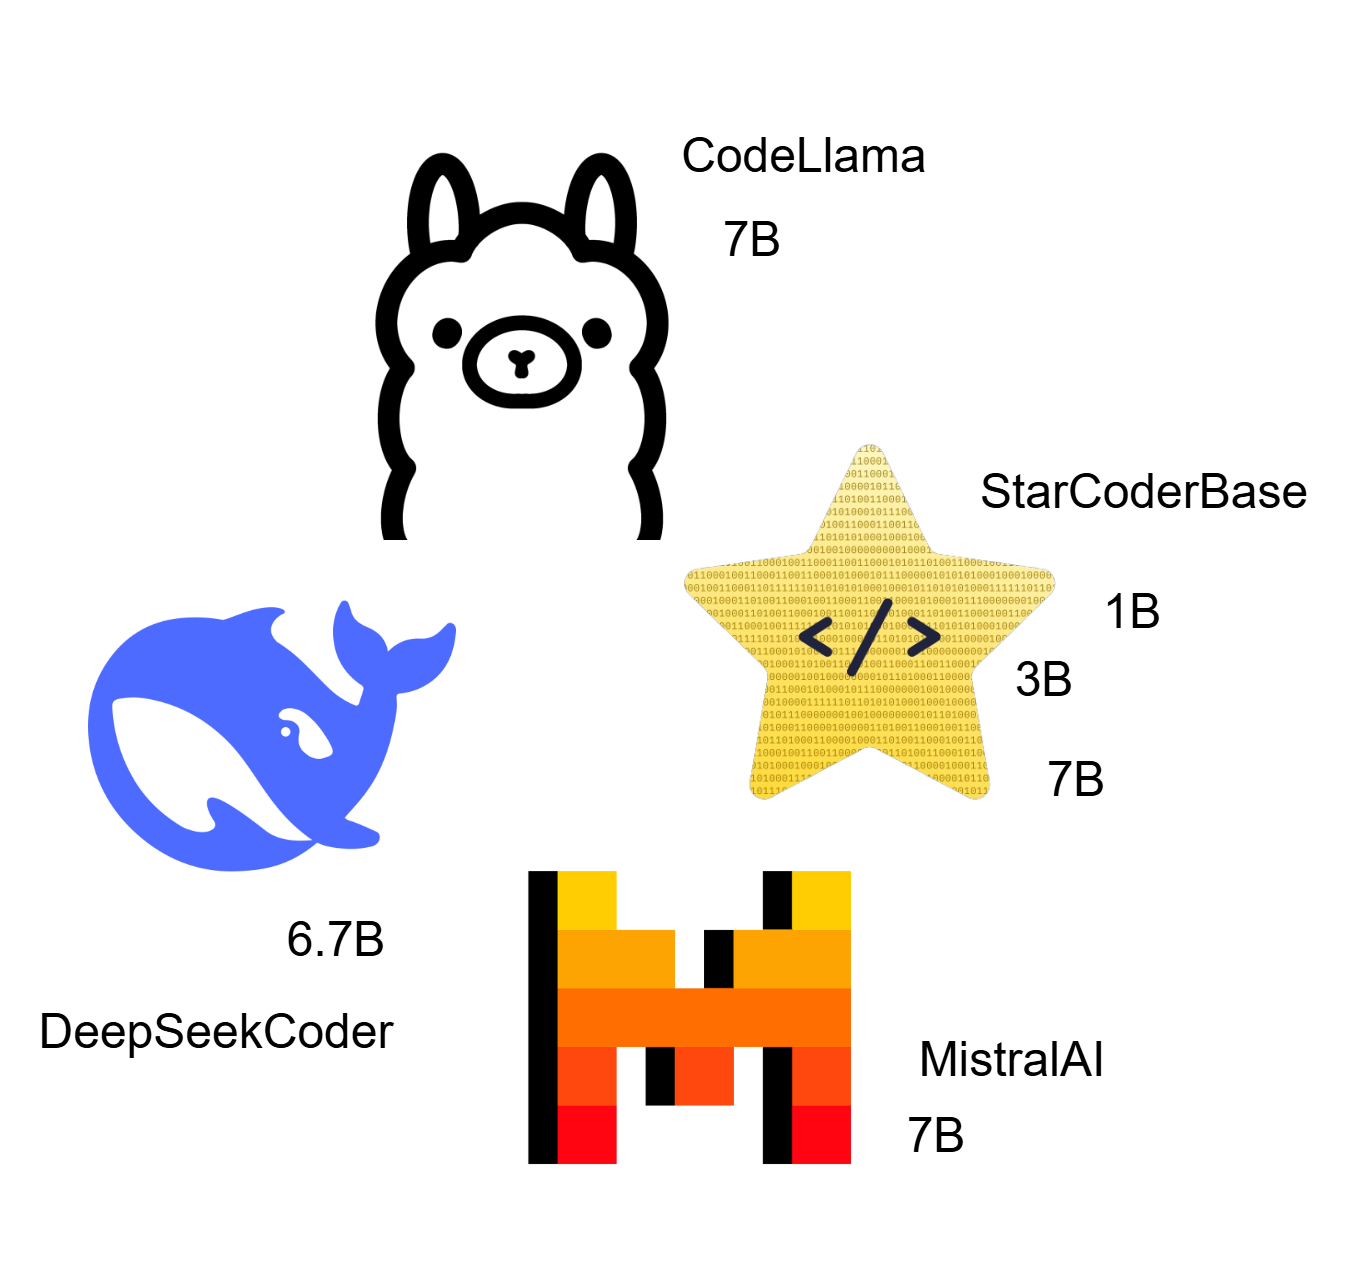 CodeLlama
7B
StarCoderBase
</>
1B
3B
7B
6.7B
DeepSeekCoder
MistralAI
7B